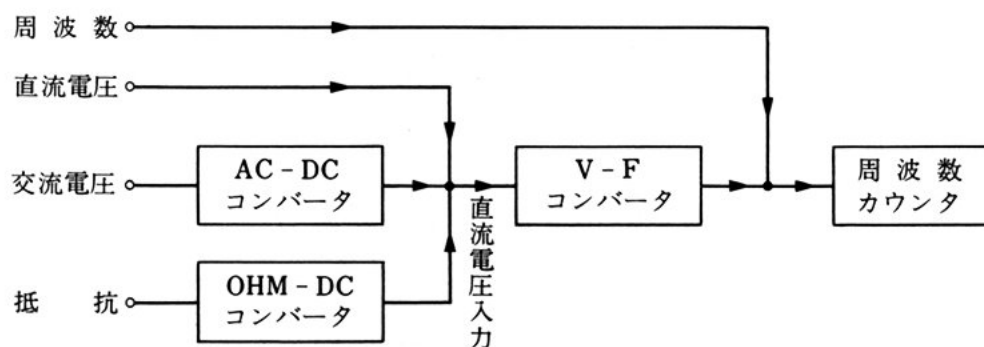 周波数
直流電圧
交流電圧
AC-DC
コンバータ
V-F
コンバータ
周波数
カウンタ
直流電圧入力
抵抗
OHM-DC
コンバータ